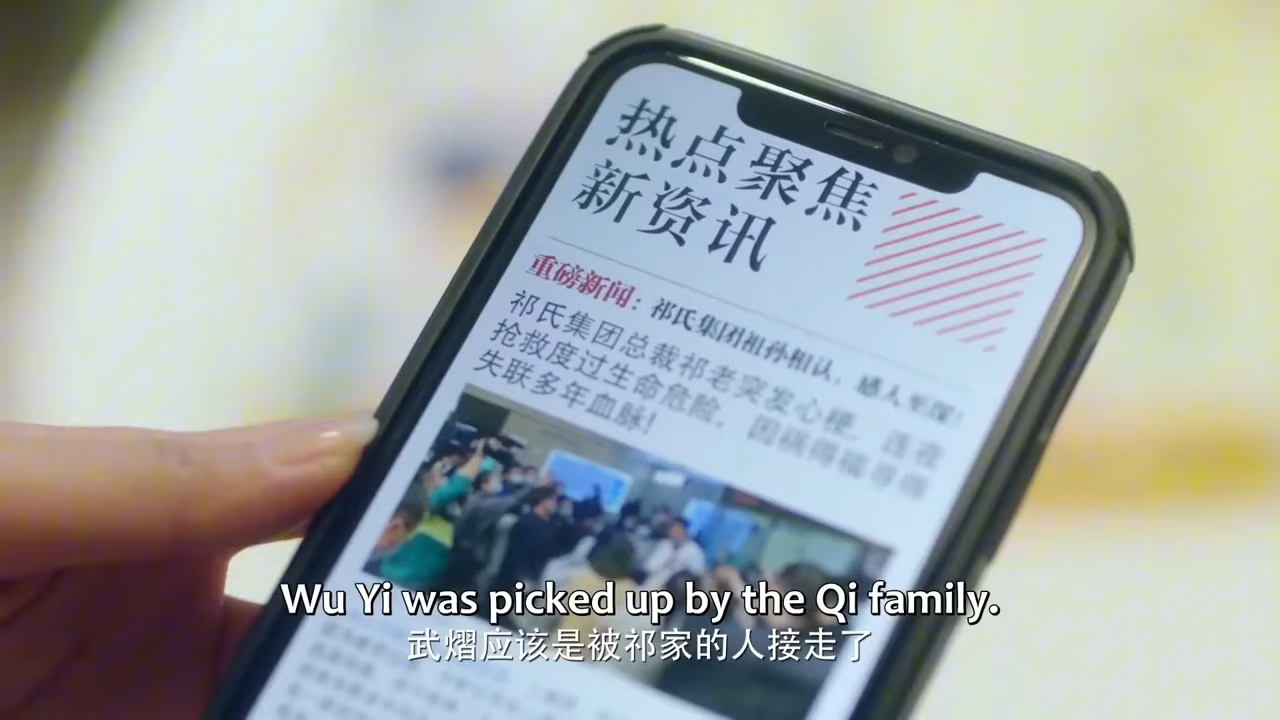 热点聚焦
新资讯
重磅新闻：祁氏集团祖孙相认，感人至深！
祁氏集团总裁祁老突发心梗，连夜
抢救度过生命危险，因祸得福寻得
失联多年血脉！
Wu Yi was picked up by the Qi family.
武熠应该是被祁家的人接走了